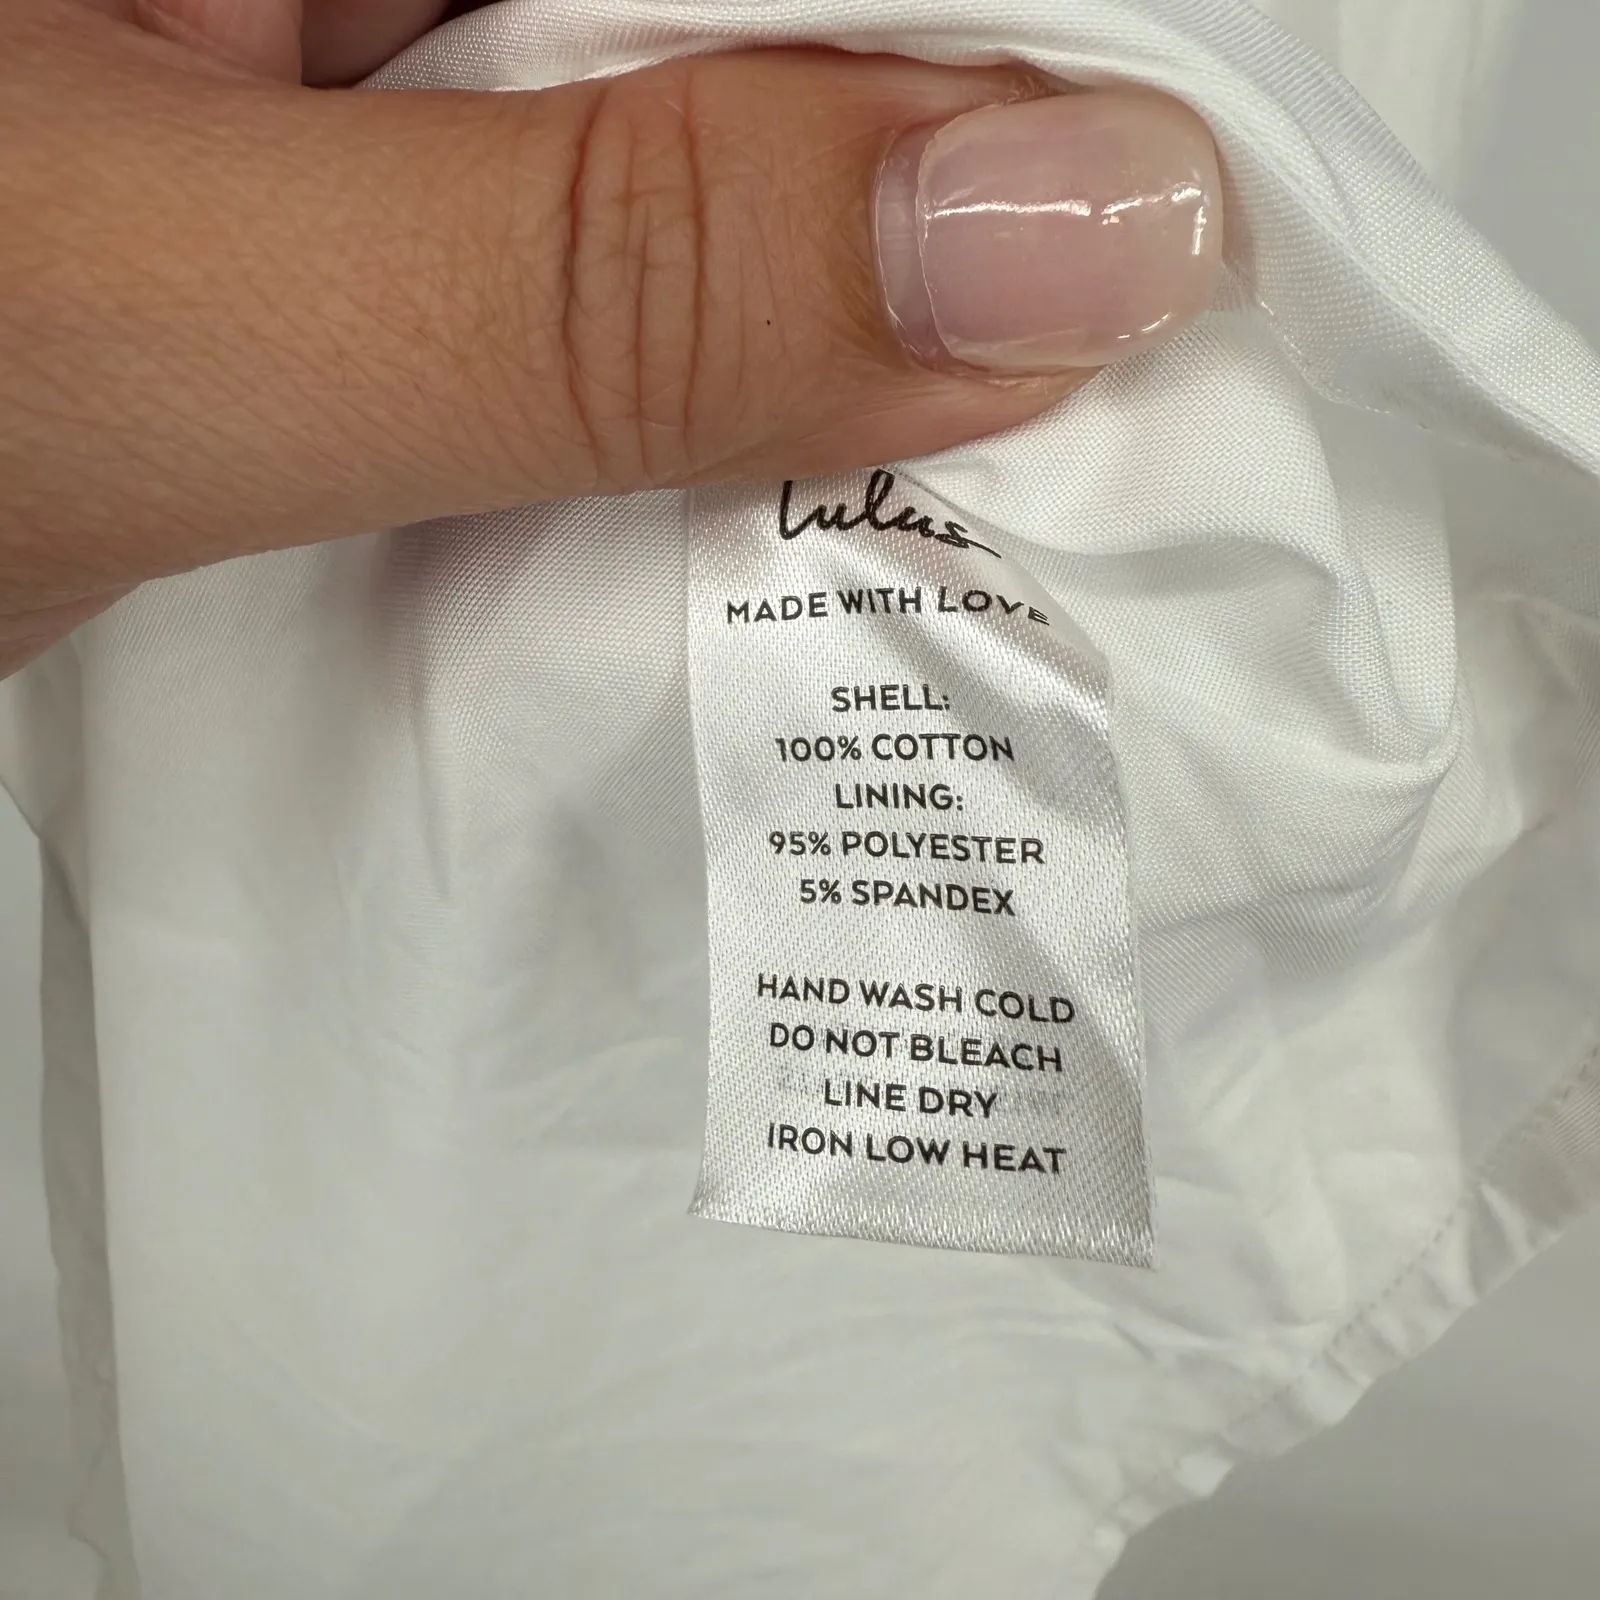 lulus
MADE WITH LOVE
SHELL:
100% COTTON
LINING:
95% POLYESTER
5% SPANDEX
HAND WASH COLD
DO NOT BLEACH
LINE DRY
IRON LOW HEAT